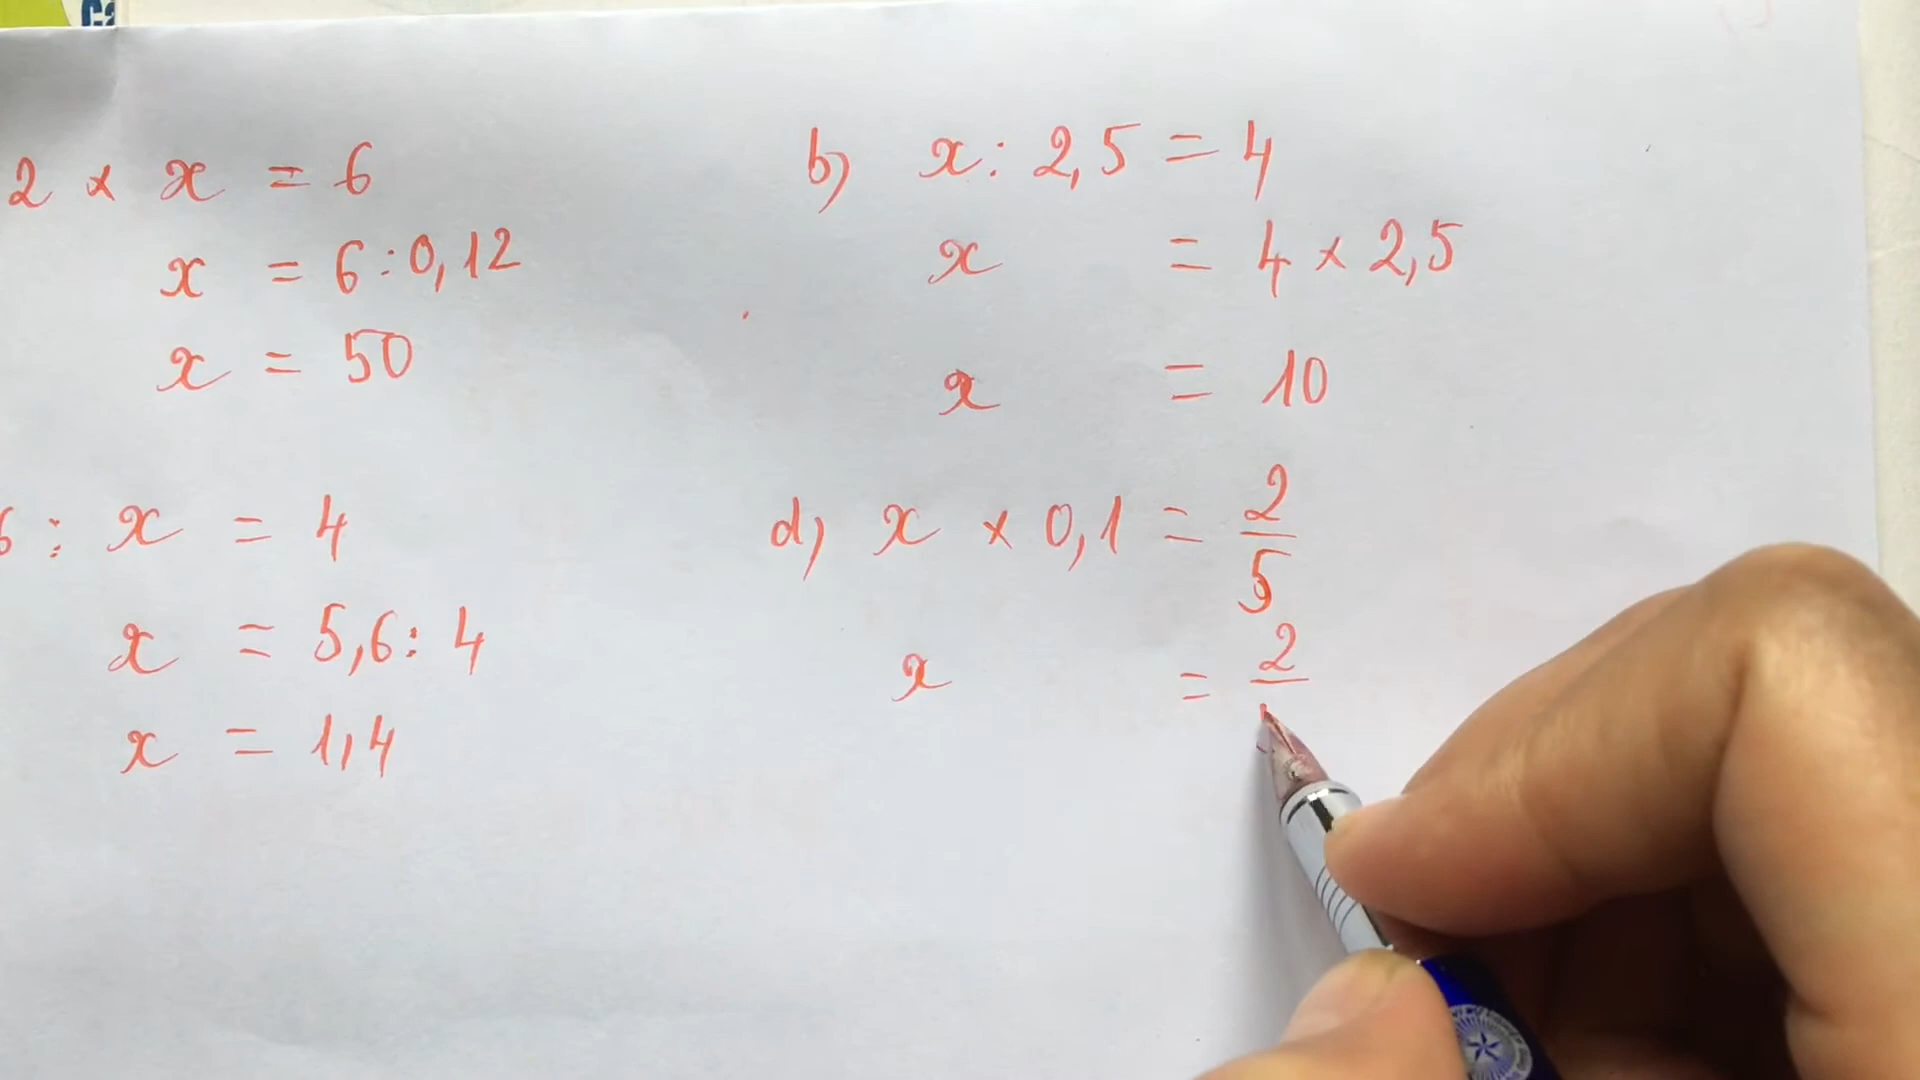 2 × x = 6
x = 6 : 0,12
x = 50
b) x : 2,5 = 4
x = 4 × 2,5
x = 10
6 : x = 4
x = 5,6 : 4
x = 1,4
d) x × 0,1 = 2/5
x = 2/